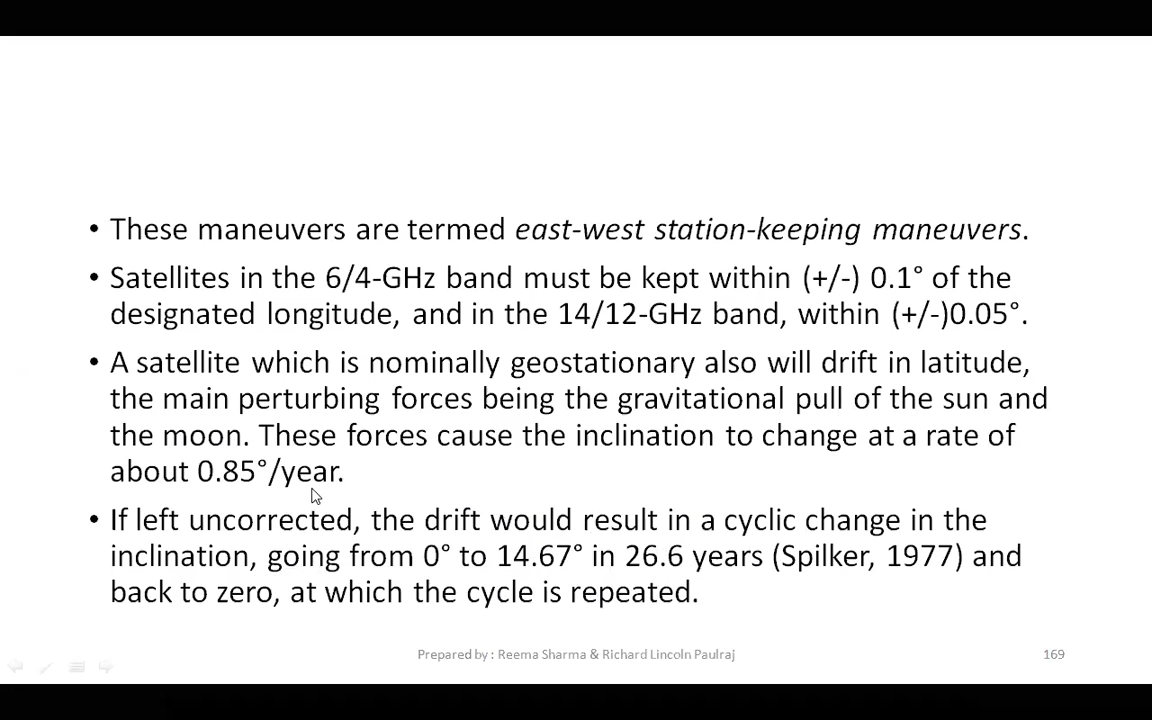 • These maneuvers are termed east-west station-keeping maneuvers.
• Satellites in the 6/4-GHz band must be kept within (+/-) 0.1° of the
designated longitude, and in the 14/12-GHz band, within (+/-)0.05°.
• A satellite which is nominally geostationary also will drift in latitude,
the main perturbing forces being the gravitational pull of the sun and
the moon. These forces cause the inclination to change at a rate of
about 0.85°/year.
• If left uncorrected, the drift would result in a cyclic change in the
inclination, going from 0° to 14.67° in 26.6 years (Spilker, 1977) and
back to zero, at which the cycle is repeated.
Prepared by : Reema Sharma & Richard Lincoln Paulraj
169